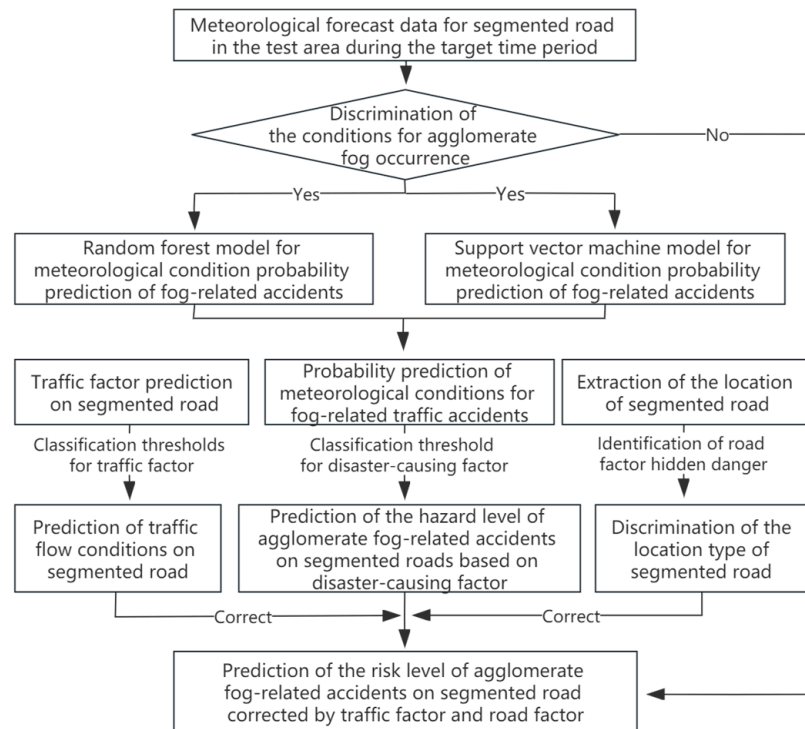 Meteorological forecast data for segmented road
in the test area during the target time period
Discrimination of
the conditions for agglomerate
fog occurrence
No
Yes
Yes
Random forest model for
meteorological condition probability
prediction of fog-related accidents
Support vector machine model for
meteorological condition probability
prediction of fog-related accidents
Traffic factor prediction
on segmented road
Probability prediction of
meteorological conditions for
fog-related traffic accidents
Extraction of the location
of segmented road
Classification thresholds
for traffic factor
Classification threshold
for disaster-causing factor
Identification of road
factor hidden danger
Prediction of traffic
flow conditions on
segmented road
Prediction of the hazard level of
agglomerate fog-related accidents
on segmented roads based on
disaster-causing factor
Discrimination of the
location type of
segmented road
Correct
Correct
Prediction of the risk level of agglomerate
fog-related accidents on segmented road
corrected by traffic factor and road factor